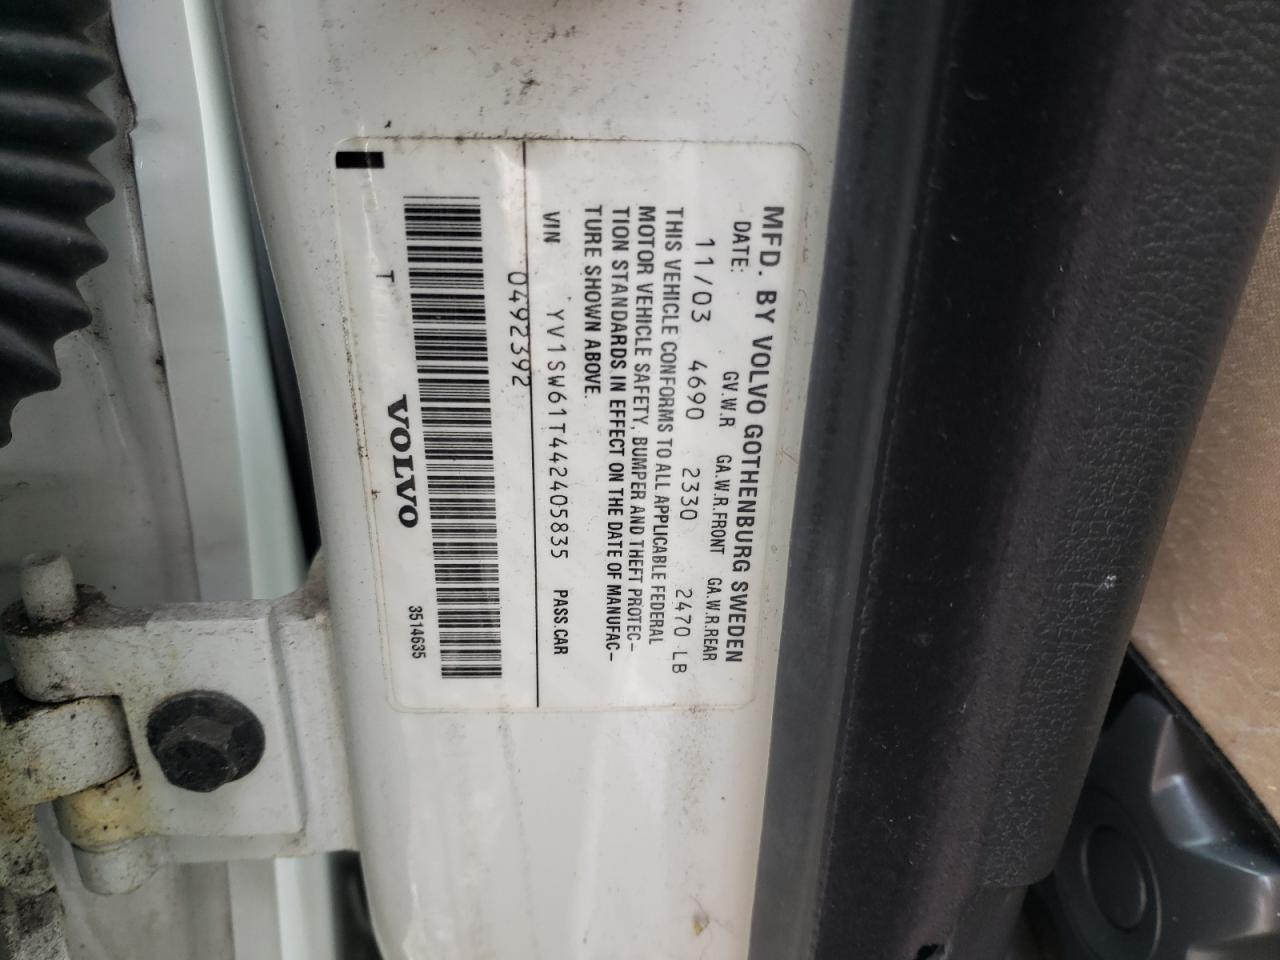 MFD. BY VOLVO GOTHENBURG SWEDEN
DATE: GV.W.R GA.W.R.FRONT GA.W.R.REAR
11/03 4690 2330 2470 LB
THIS VEHICLE CONFORMS TO ALL APPLICABLE FEDERAL
MOTOR VEHICLE SAFETY, BUMPER AND THEFT PROTEC-
TION STANDARDS IN EFFECT ON THE DATE OF MANUFAC-
TURE SHOWN ABOVE.
VIN YV1SW61T442405835 PASS.CAR
0492392
T VOLVO 3514635